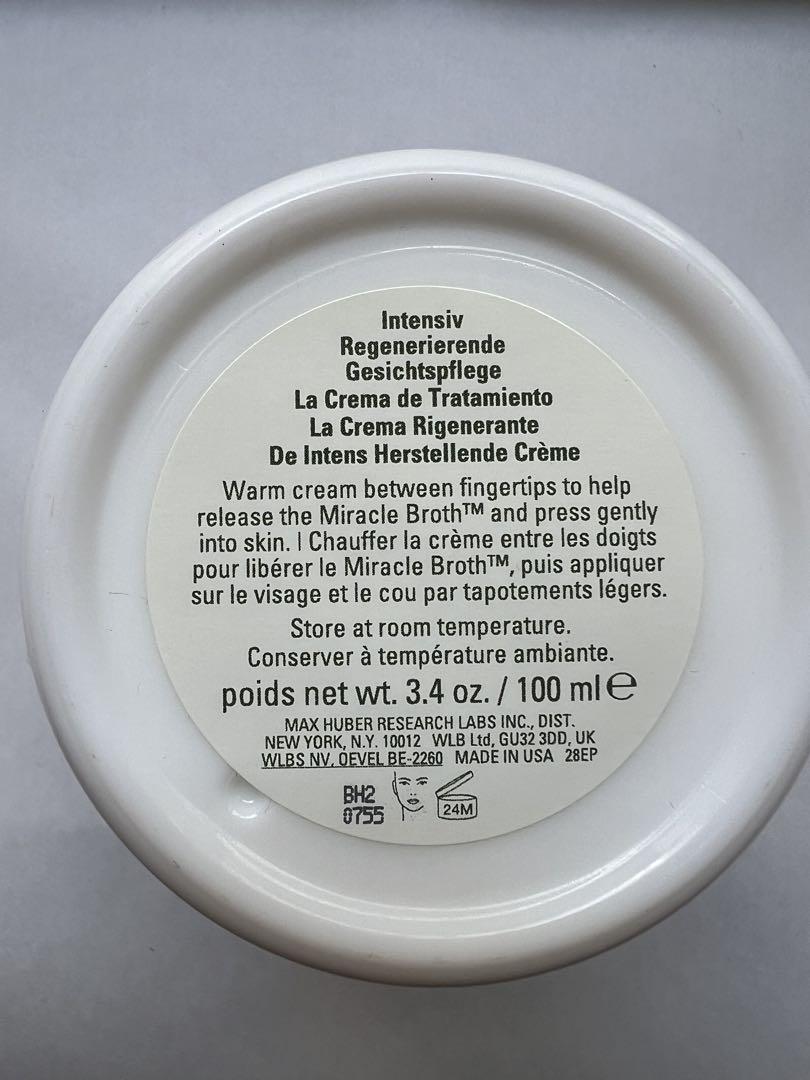 Intensiv
Regenerierende
Gesichtspflege
La Crema de Tratamiento
La Crema Rigenerante
De Intens Herstellende Crème
Warm cream between fingertips to help
release the Miracle Broth™ and press gently
into skin. | Chauffer la crème entre les doigts
pour libérer le Miracle Broth™, puis appliquer
sur le visage et le cou par tapotements légers.
Store at room temperature.
Conserver à température ambiante.
poids net wt. 3.4 oz. / 100 ml ℮
MAX HUBER RESEARCH LABS INC., DIST.
NEW YORK, N.Y. 10012 WLB Ltd, GU32 3DD, UK
WLBS NV, OEVEL BE-2260 MADE IN USA 28EP
BH2
0755
24M